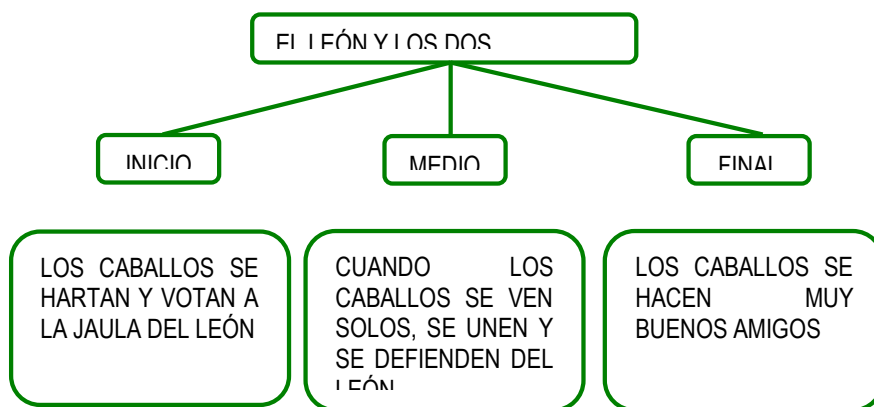 EL LEÓN Y LOS DOS
INICIO
MEDIO
FINAL
LOS CABALLOS SE
HARTAN Y VOTAN A
LA JAULA DEL LEÓN
CUANDO LOS
CABALLOS SE VEN
SOLOS, SE UNEN Y
SE DEFIENDEN DEL
LEÓN
LOS CABALLOS SE
HACEN MUY
BUENOS AMIGOS